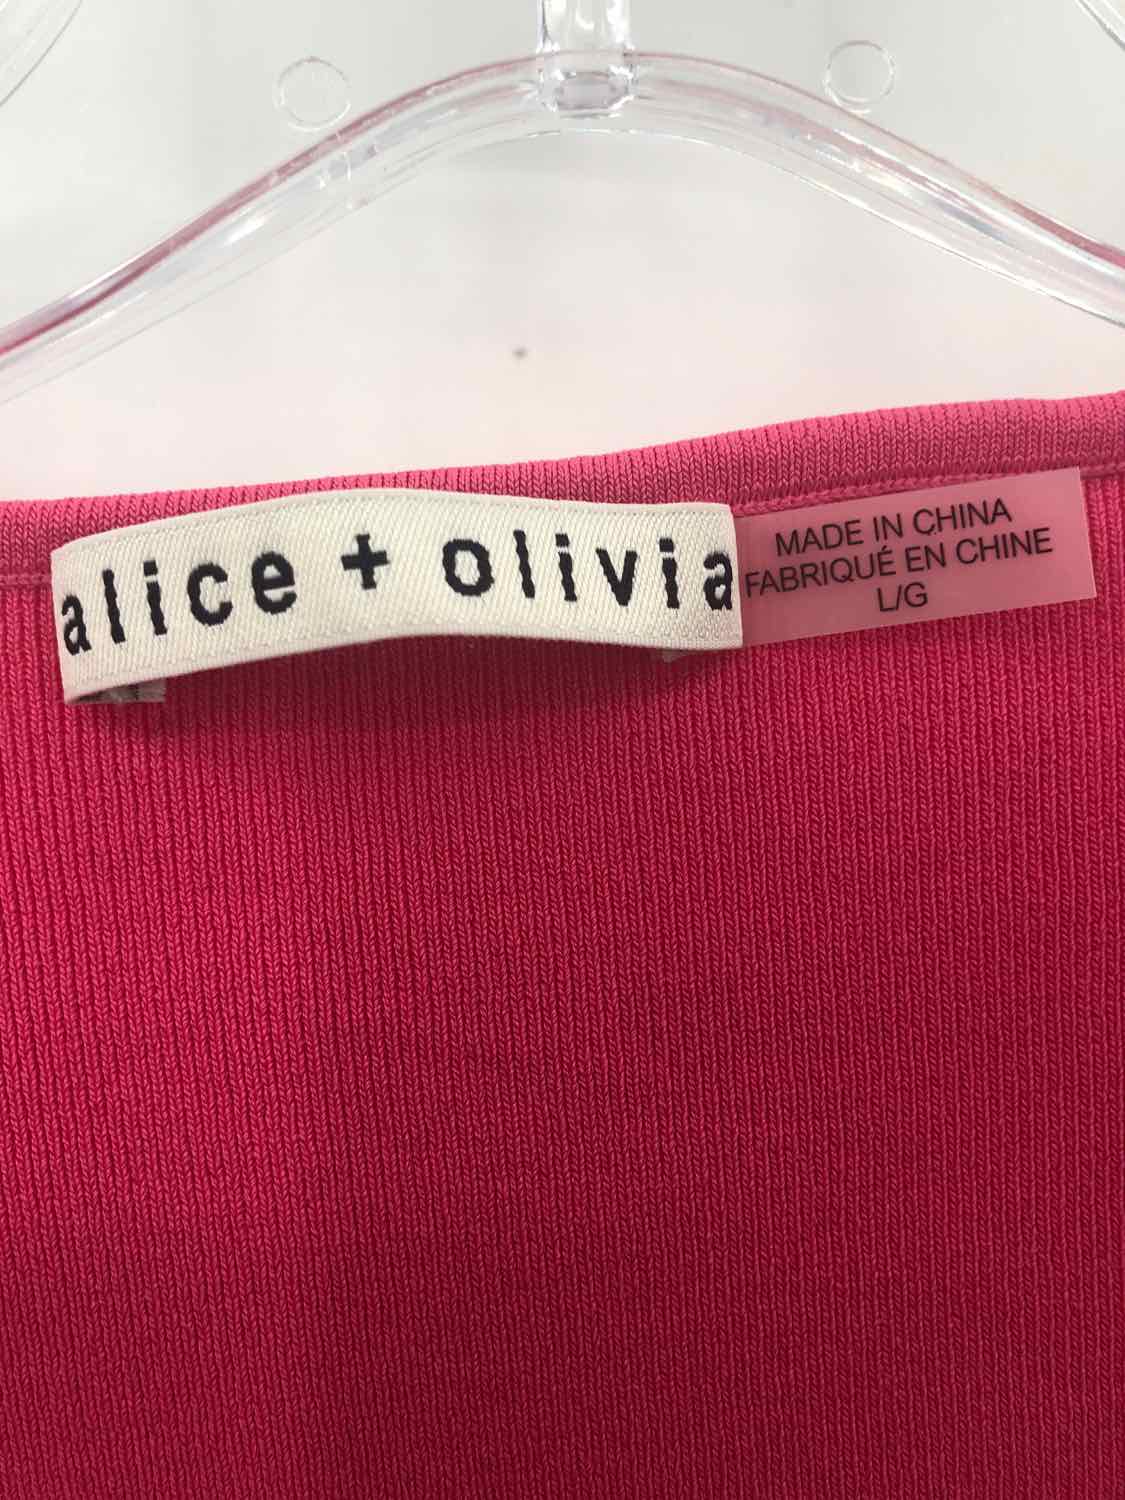 alice + olivia
MADE IN CHINA
FABRIQUÉ EN CHINE
L/G